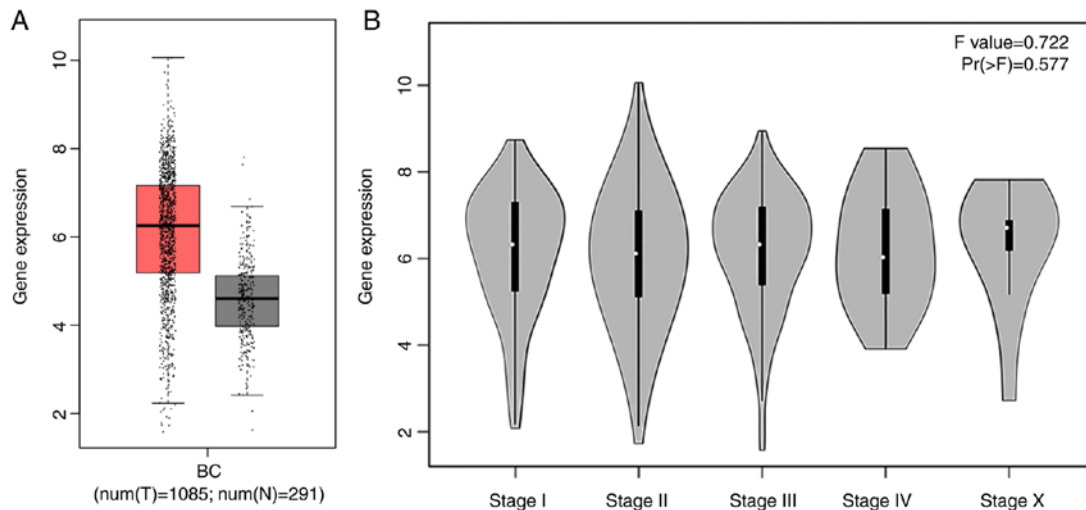 A
Gene expression
10
8
6
4
2
BC
(num(T)=1085; num(N)=291)
B
F value=0.722
Pr(>F)=0.577
Gene expression
10
8
6
4
2
Stage I
Stage II
Stage III
Stage IV
Stage X